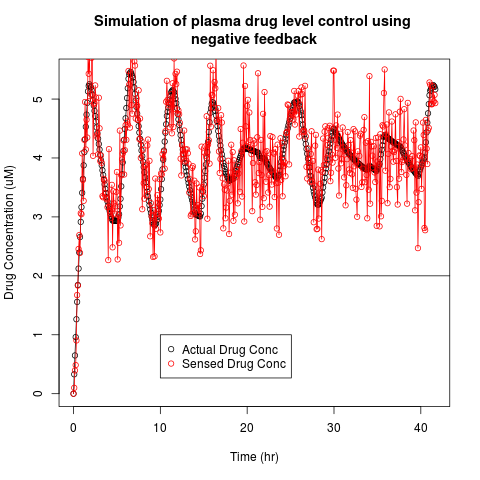 Simulation of plasma drug level control using
negative feedback
Drug Concentration (uM)
5
4
3
2
1
0
Actual Drug Conc
Sensed Drug Conc
0 10 20 30 40
Time (hr)